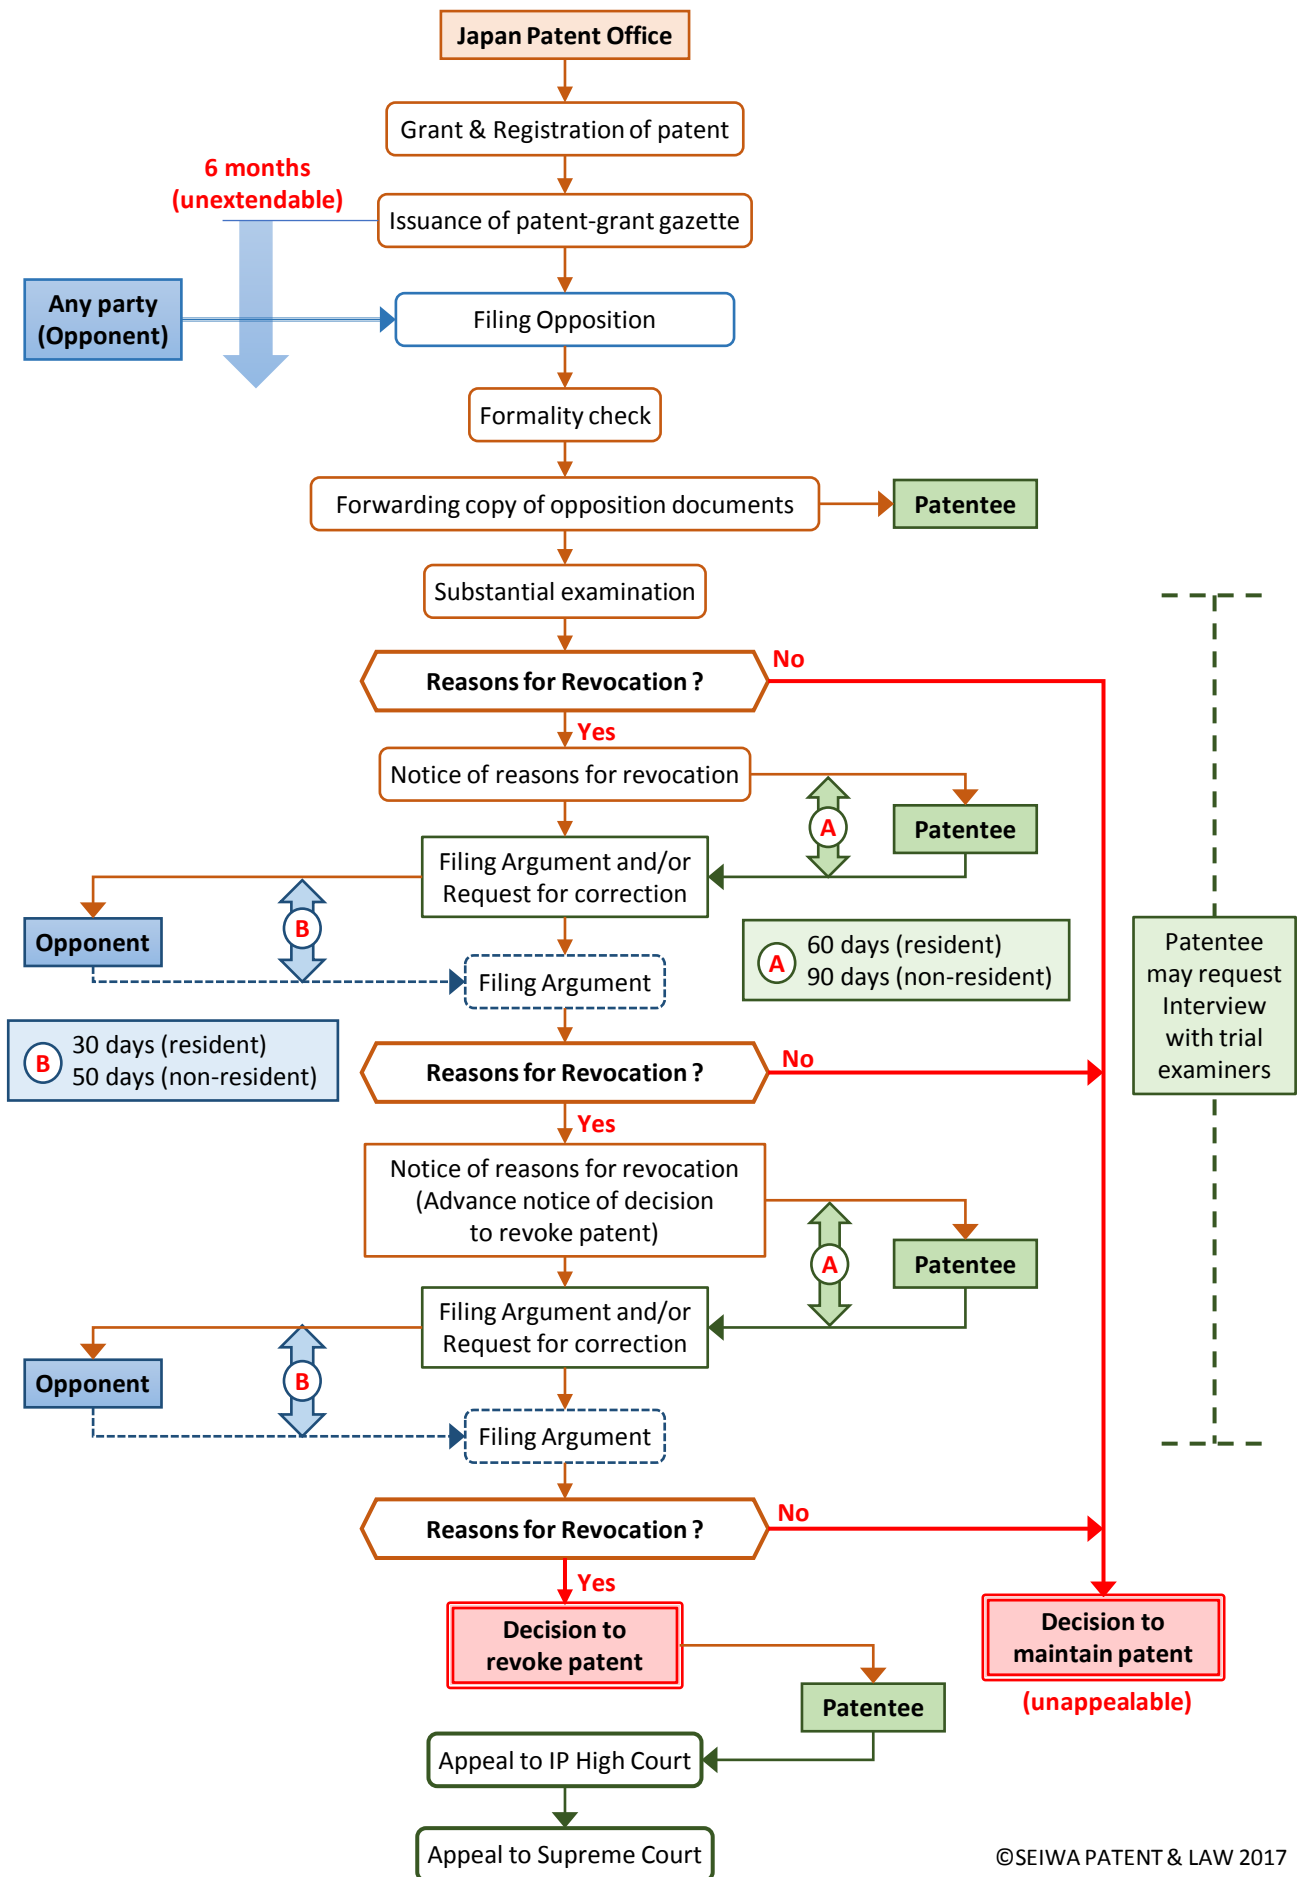 Japan Patent Office
Grant & Registration of patent
6 months
(unextendable)
Issuance of patent-grant gazette
Any party
(Opponent)
Filing Opposition
Formality check
Forwarding copy of opposition documents
Patentee
Substantial examination
Reasons for Revocation ?
No
Yes
Notice of reasons for revocation
A
Patentee
Filing Argument and/or
Request for correction
B
Opponent
Filing Argument
A
60 days (resident)
90 days (non-resident)
Patentee
may request
Interview
with trial
examiners
B
30 days (resident)
50 days (non-resident)
Reasons for Revocation ?
No
Yes
Notice of reasons for revocation
(Advance notice of decision
to revoke patent)
A
Patentee
Filing Argument and/or
Request for correction
B
Opponent
Filing Argument
Reasons for Revocation ?
No
Yes
Decision to
revoke patent
Decision to
maintain patent
(unappealable)
Patentee
Appeal to IP High Court
Appeal to Supreme Court
©SEIWA PATENT & LAW 2017